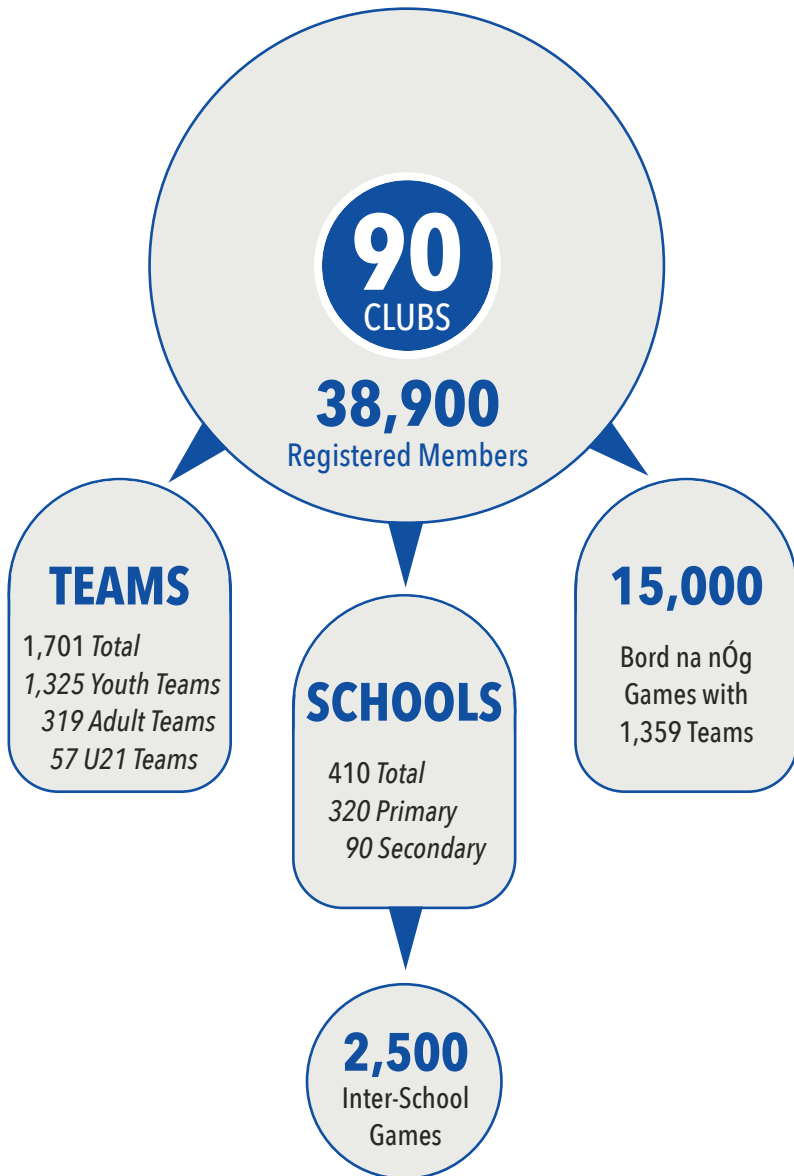 90
CLUBS
38,900
Registered Members
TEAMS
1,701 Total
1,325 Youth Teams
319 Adult Teams
57 U21 Teams
SCHOOLS
410 Total
320 Primary
90 Secondary
15,000
Bord na nÓg
Games with
1,359 Teams
2,500
Inter-School
Games